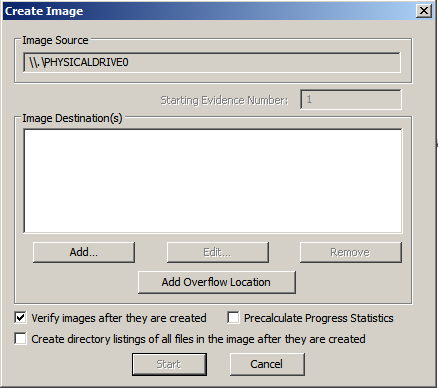 Create Image
Image Source
\\.\PHYSICALDRIVE0
Starting Evidence Number: 1
Image Destination(s)
Add... Edit... Remove
Add Overflow Location
Verify images after they are created Precalculate Progress Statistics
Create directory listings of all files in the image after they are created
Start Cancel